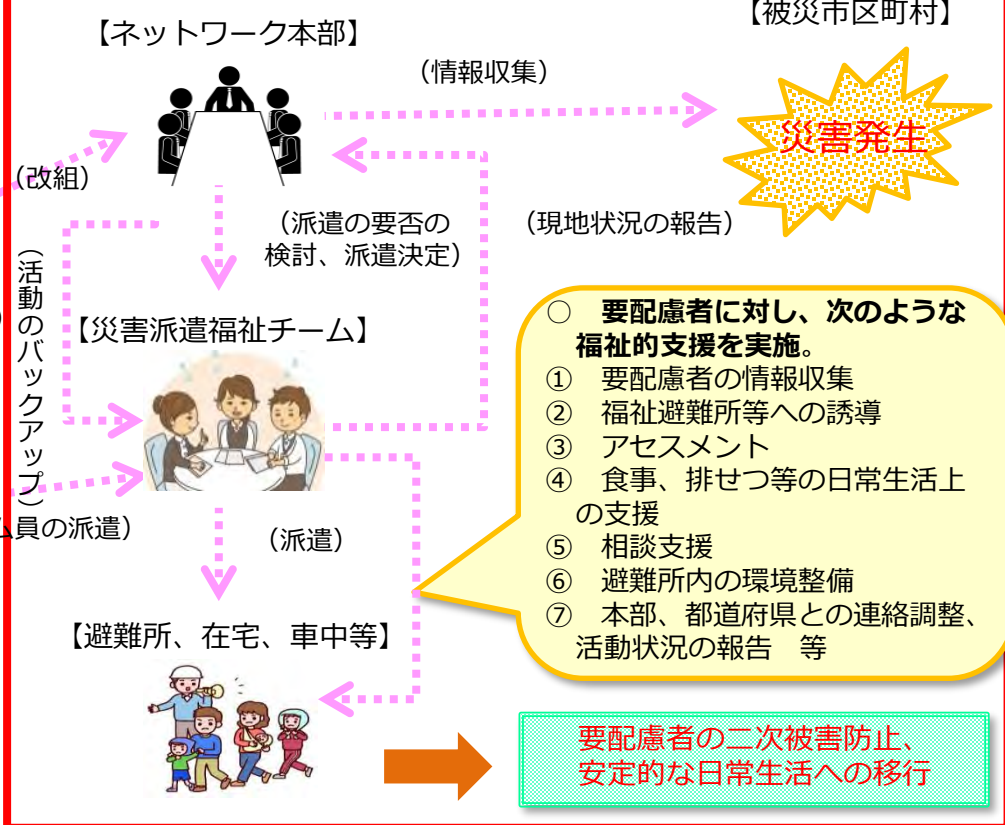 【被災市区町村】
【ネットワーク本部】
（情報収集）
災害発生
（改組）
（派遣の要否の
検討、派遣決定）
（現地状況の報告）
（活動のバックアップ）
【災害派遣福祉チーム】
○　要配慮者に対し、次のような
福祉的支援を実施。
①　要配慮者の情報収集
②　福祉避難所等への誘導
③　アセスメント
④　食事、排せつ等の日常生活上
の支援
⑤　相談支援
⑥　避難所内の環境整備
⑦　本部、都道府県との連絡調整、
活動状況の報告　等
員の派遣）
（派遣）
【避難所、在宅、車中等】
要配慮者の二次被害防止、
安定的な日常生活への移行